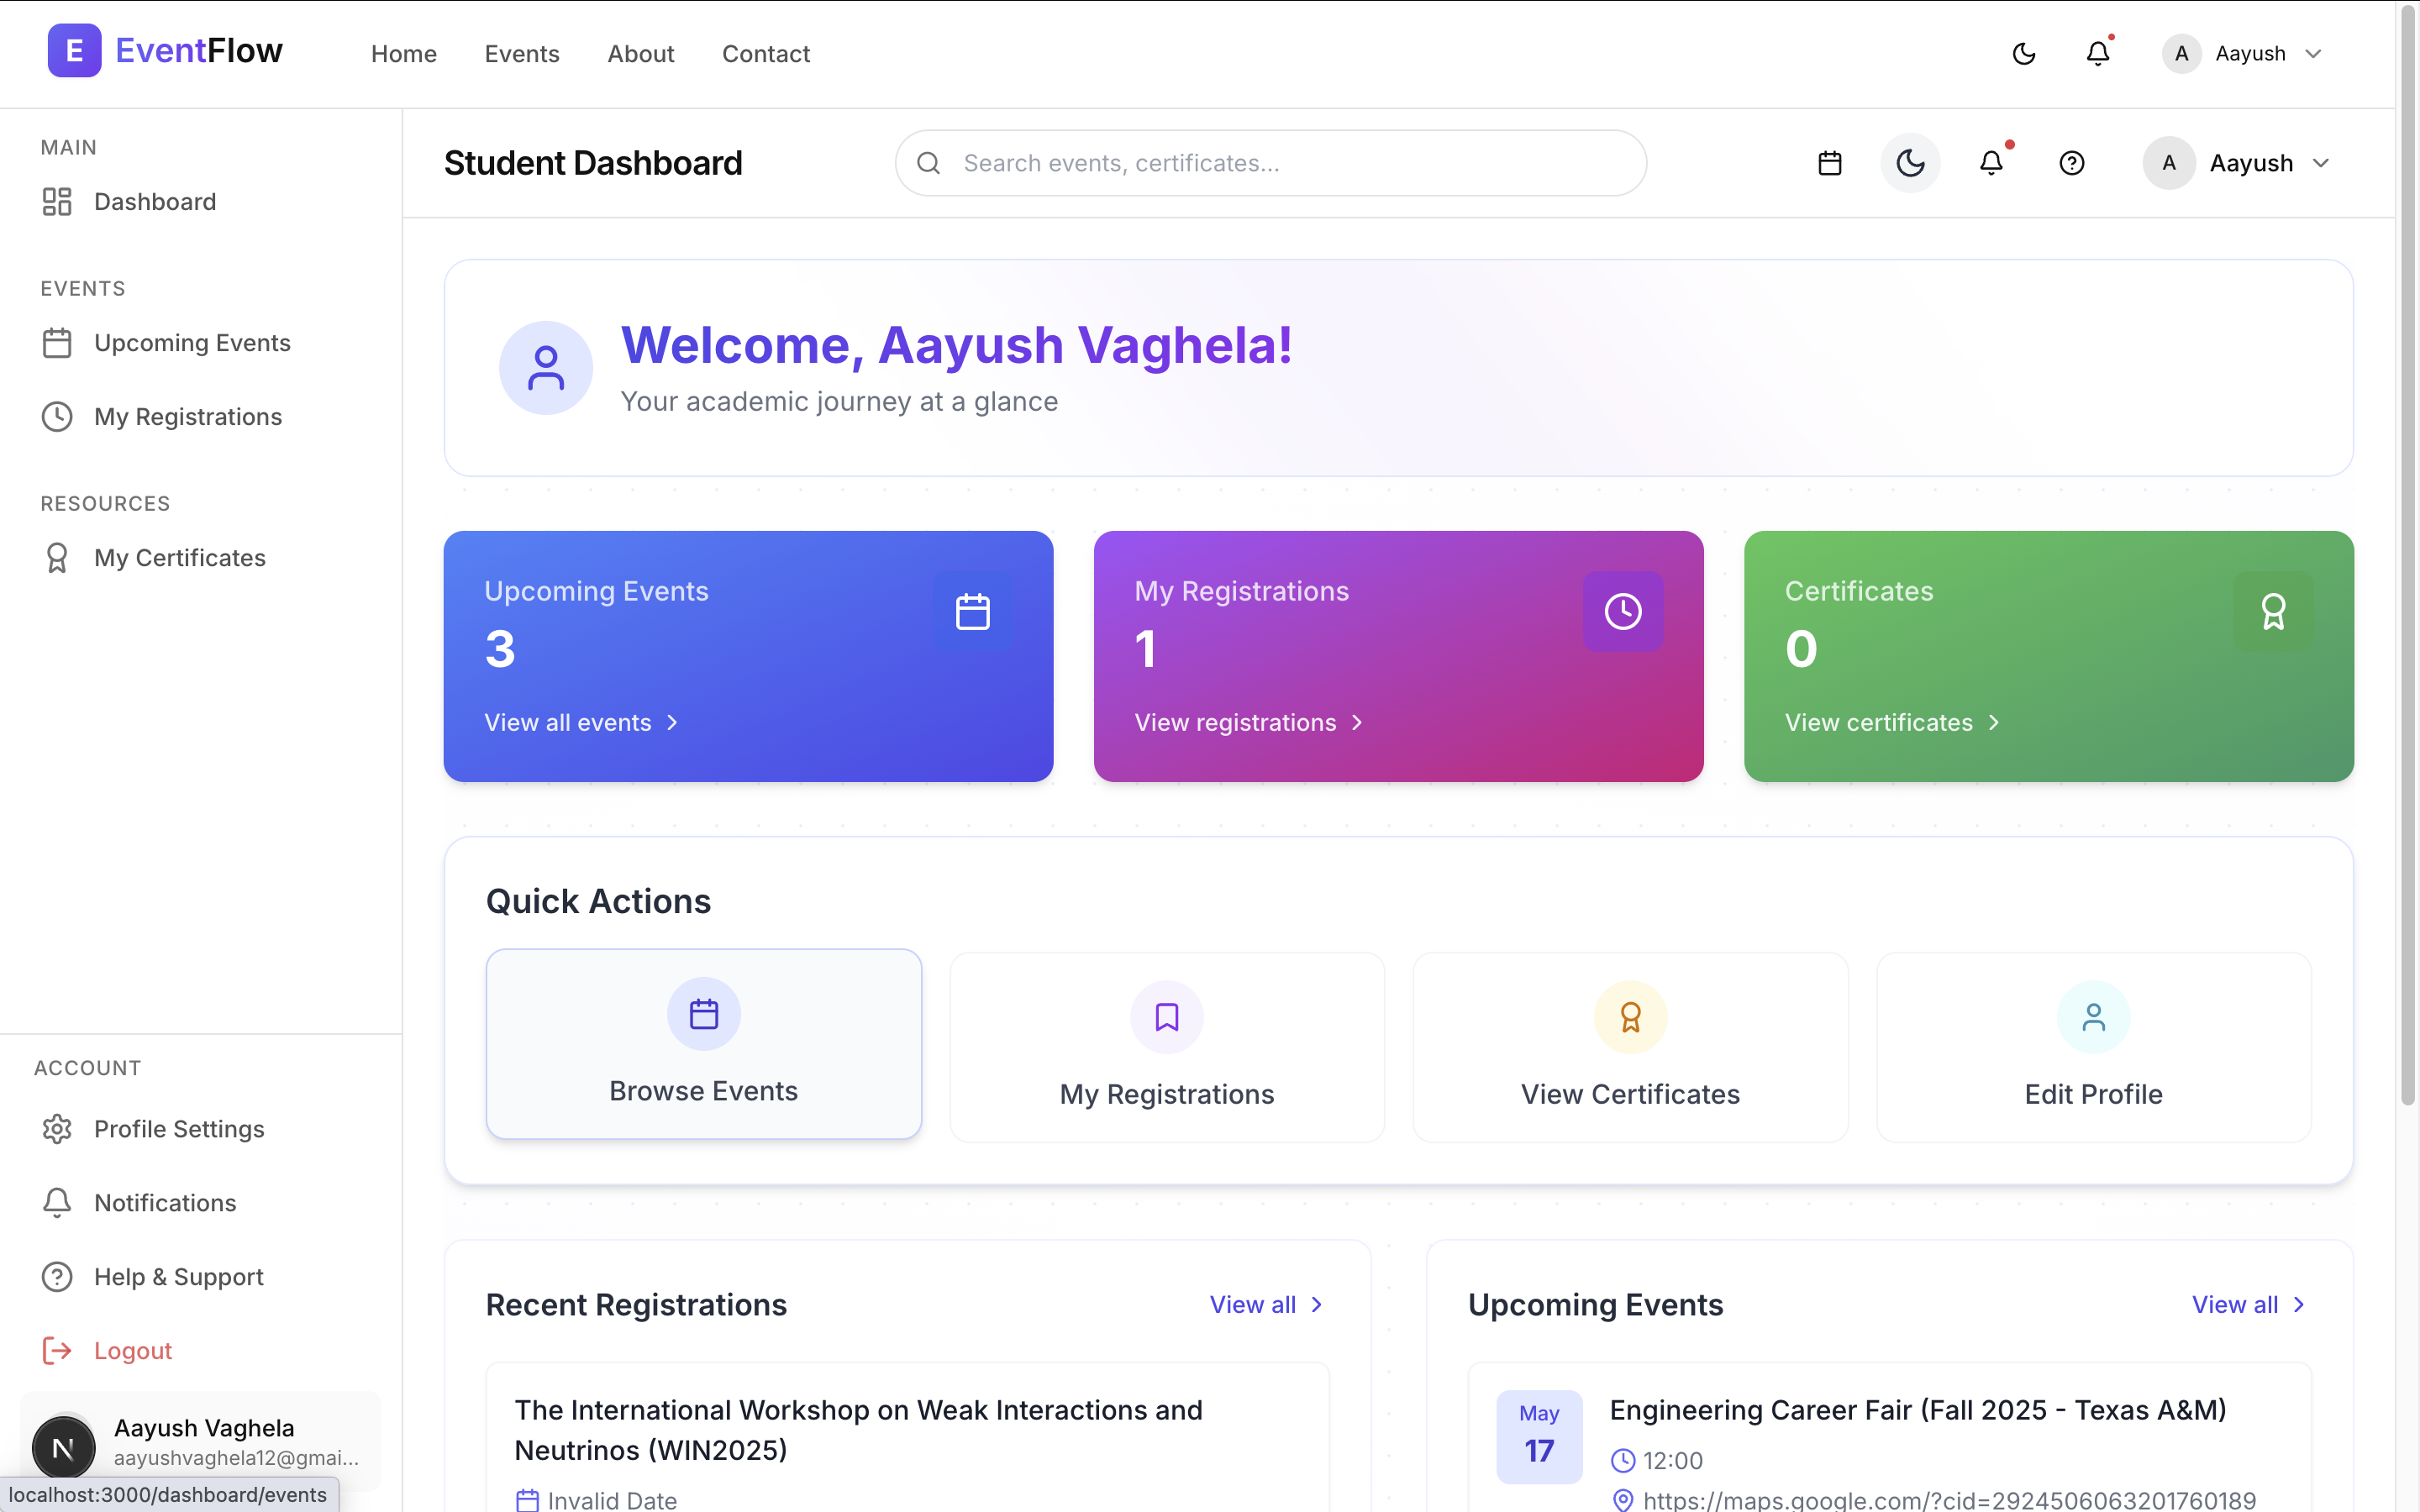 E EventFlow
Home
Events
About
Contact
A Aayush
MAIN
Dashboard
EVENTS
Upcoming Events
My Registrations
RESOURCES
My Certificates
ACCOUNT
Profile Settings
Notifications
Help & Support
Logout
N
Aayush Vaghela
aayushvaghela12@gmai...
localhost:3000/dashboard/events
Student Dashboard
Search events, certificates...
A Aayush
Welcome, Aayush Vaghela!
Your academic journey at a glance
Upcoming Events
3
View all events
My Registrations
1
View registrations
Certificates
0
View certificates
Quick Actions
Browse Events
My Registrations
View Certificates
Edit Profile
Recent Registrations
View all
The International Workshop on Weak Interactions and
Neutrinos (WIN2025)
Invalid Date
Upcoming Events
View all
May
17
Engineering Career Fair (Fall 2025 - Texas A&M)
12:00
https://maps.google.com/?cid=2924506063201760189